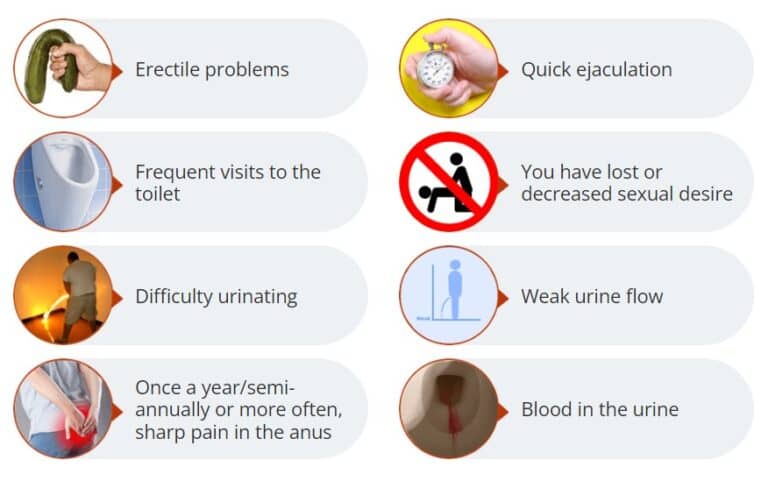 Erectile problems
Quick ejaculation
Frequent visits to the
toilet
You have lost or
decreased sexual desire
Difficulty urinating
Weak urine flow
Once a year/semi-
annually or more often,
sharp pain in the anus
Blood in the urine